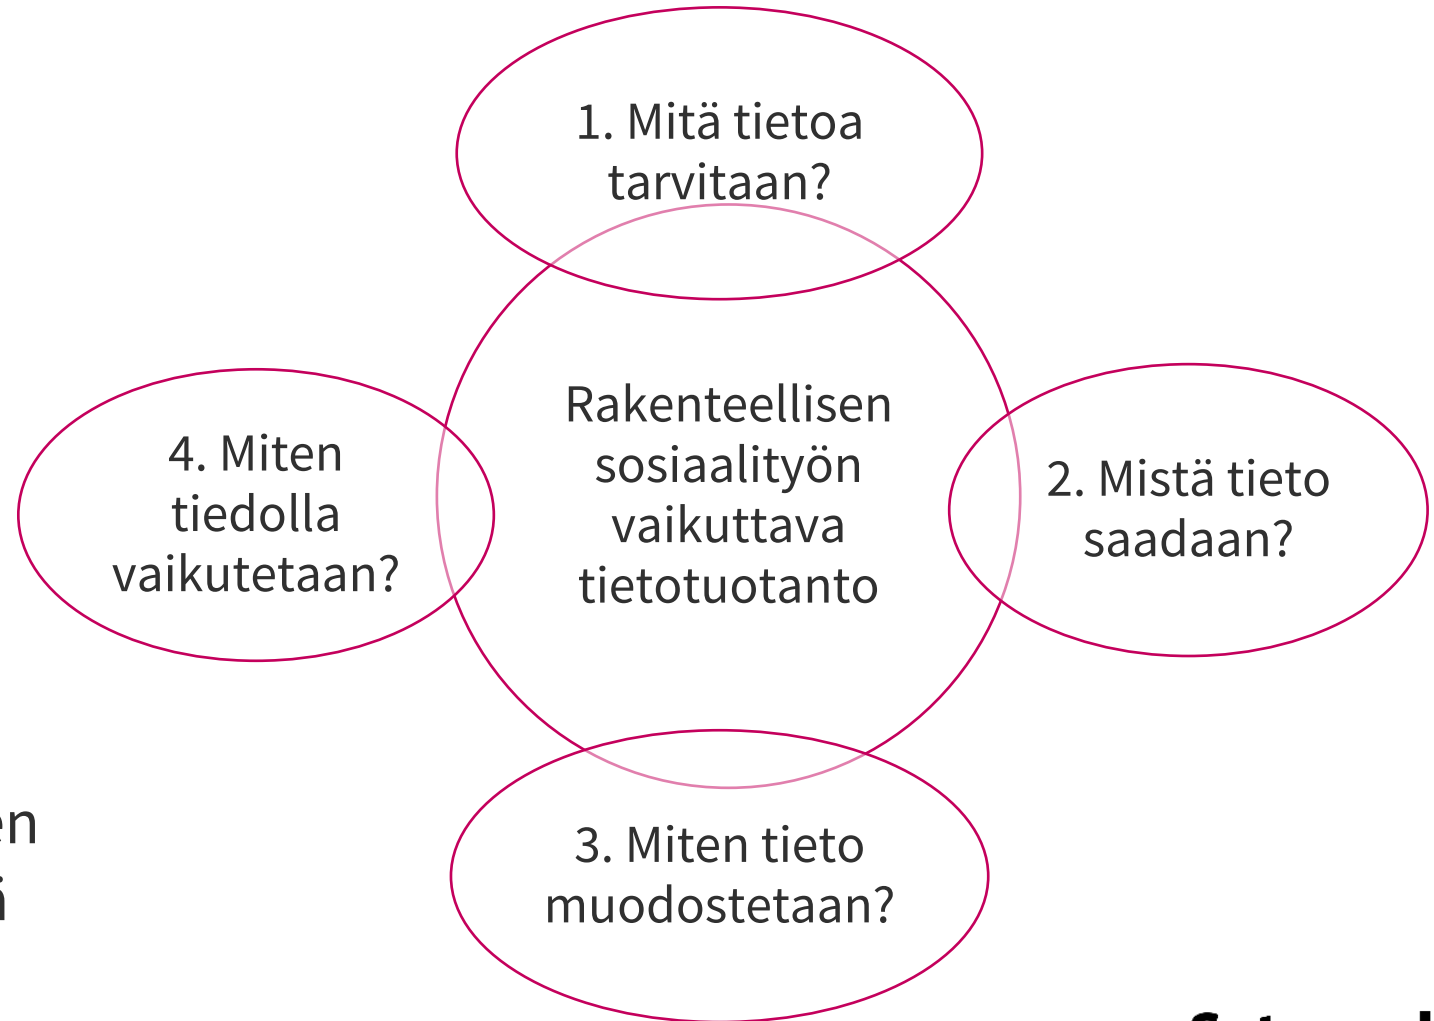 1. Mitä tietoa
tarvitaan?
Rakenteellisen
sosiaalityön
vaikuttava
tietotuotanto
2. Mistä tieto
saadaan?
3. Miten tieto
muodostetaan?
4. Miten
tiedolla
vaikutetaan?